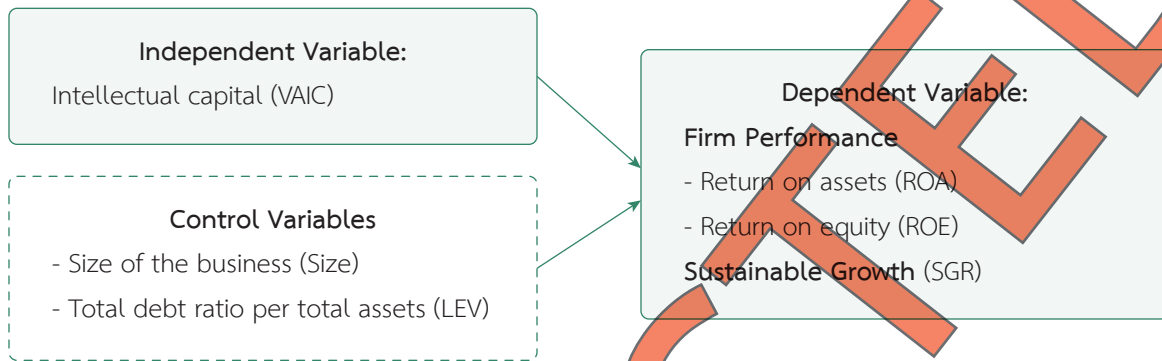 Independent Variable:
Intellectual capital (VAIC)
Control Variables
- Size of the business (Size)
- Total debt ratio per total assets (LEV)
Dependent Variable:
Firm Performance
- Return on assets (ROA)
- Return on equity (ROE)
Sustainable Growth (SGR)